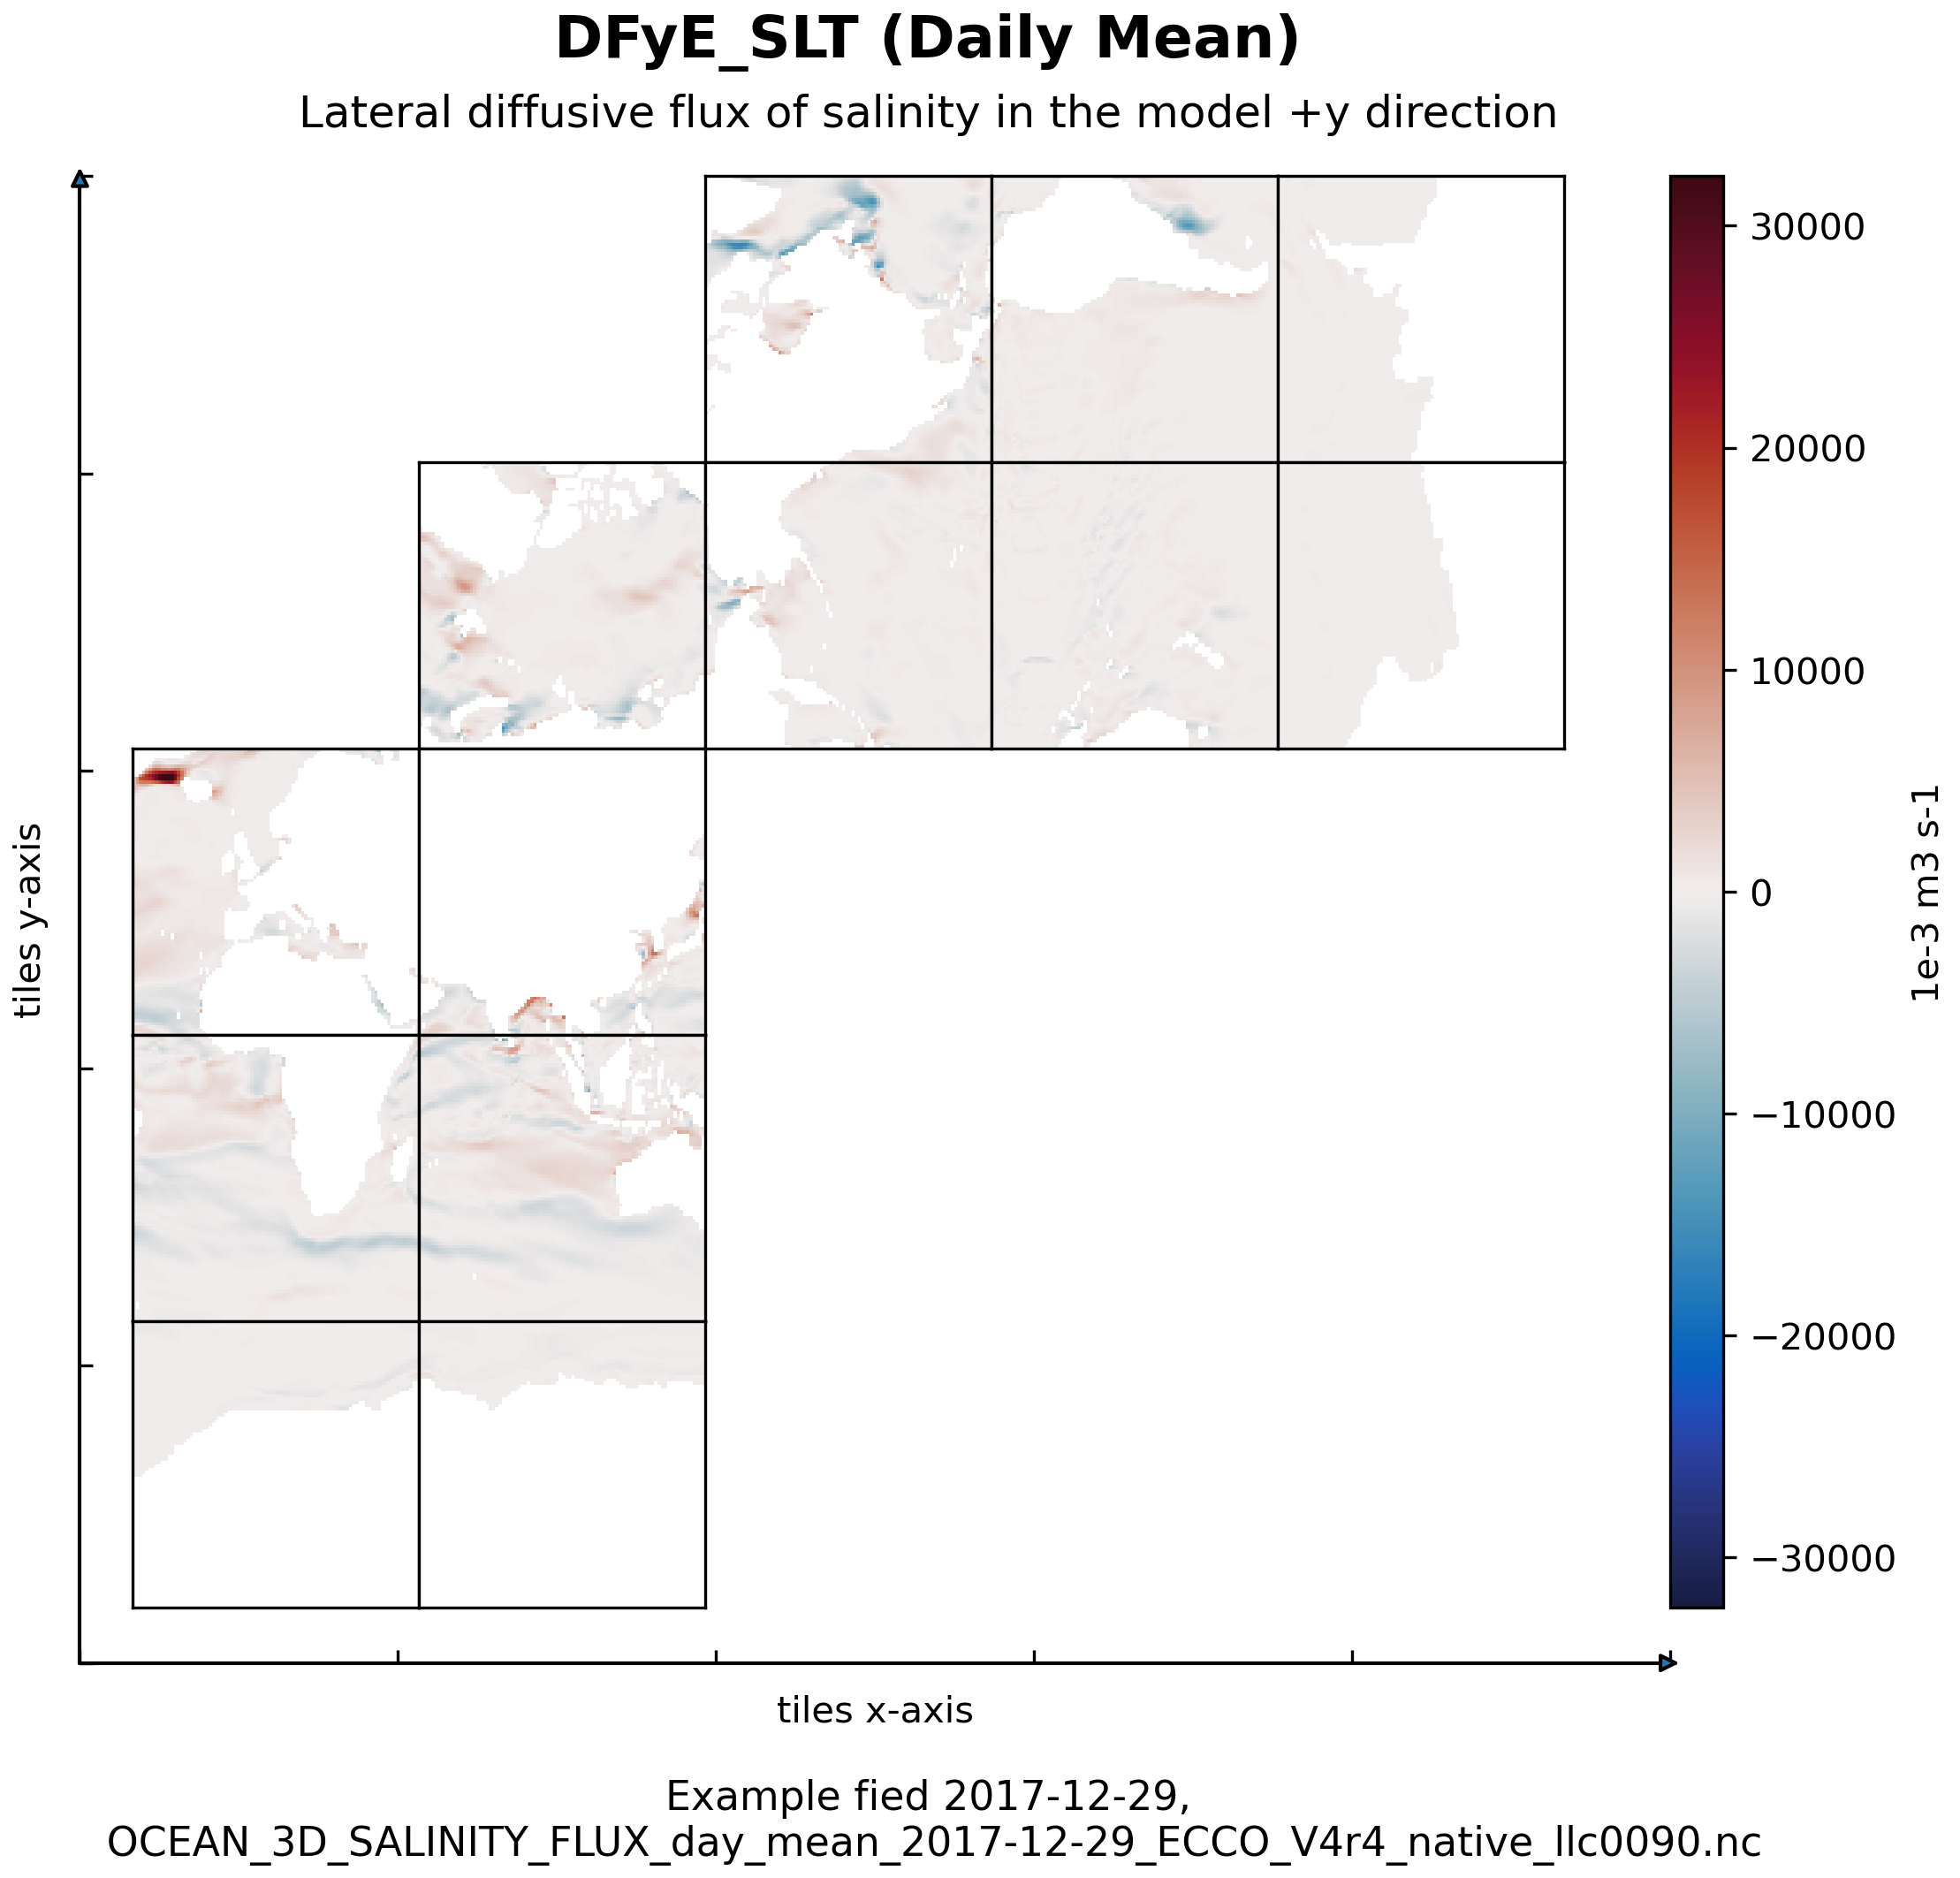 DFyE_SLT (Daily Mean)
Lateral diffusive flux of salinity in the model +y direction
tiles y-axis
30000
20000
10000
0
−10000
−20000
−30000
1e-3 m3 s-1
tiles x-axis
Example fied 2017-12-29,
OCEAN_3D_SALINITY_FLUX_day_mean_2017-12-29_ECCO_V4r4_native_llc0090.nc